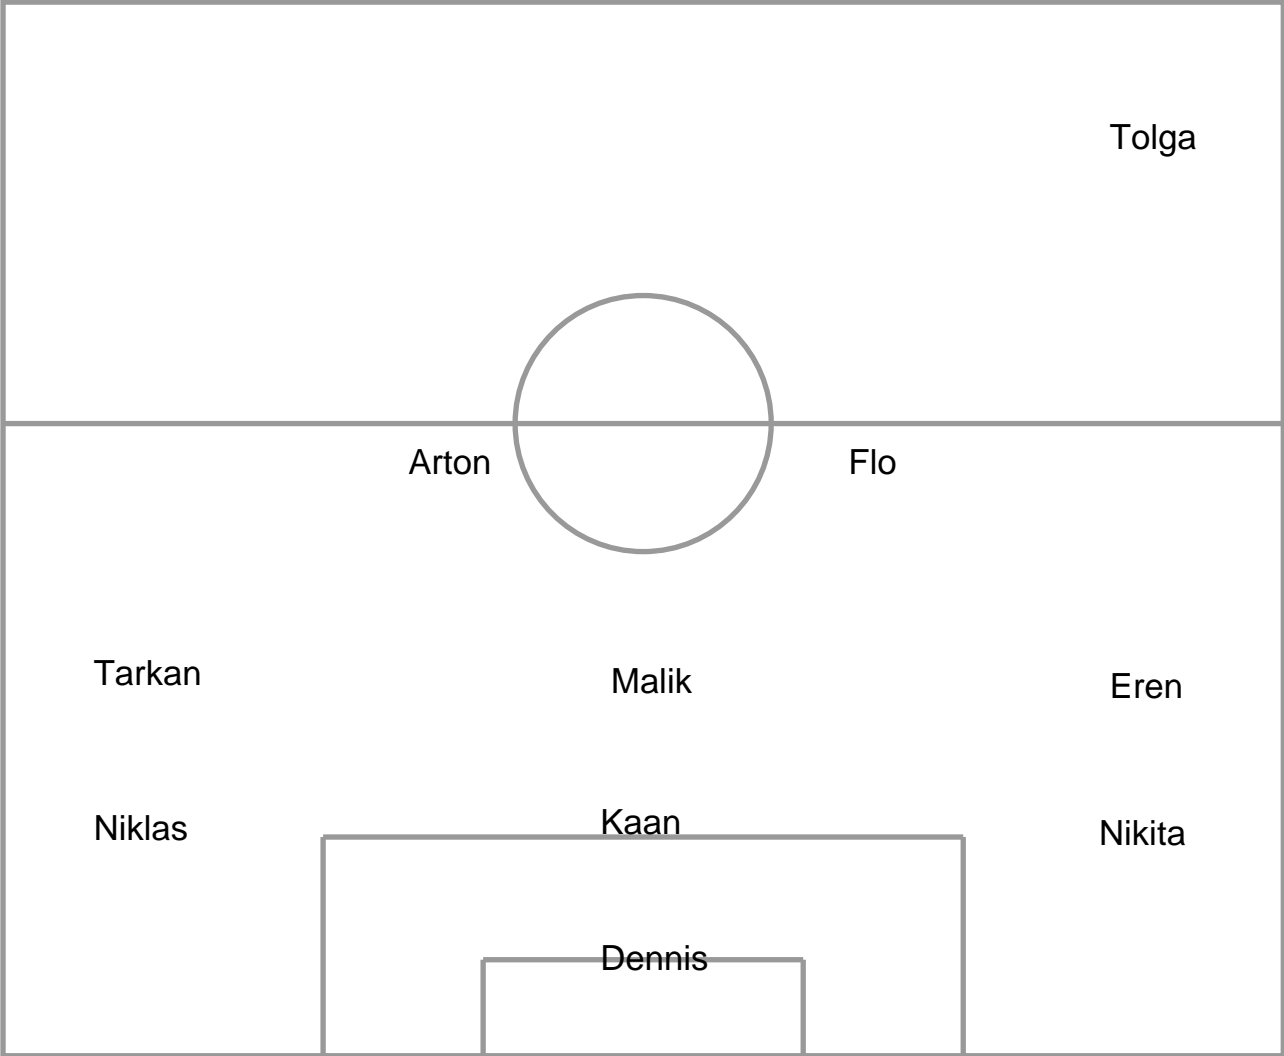 Tolga
Arton Flo
Tarkan Malik Eren
Niklas Kaan Nikita
Dennis